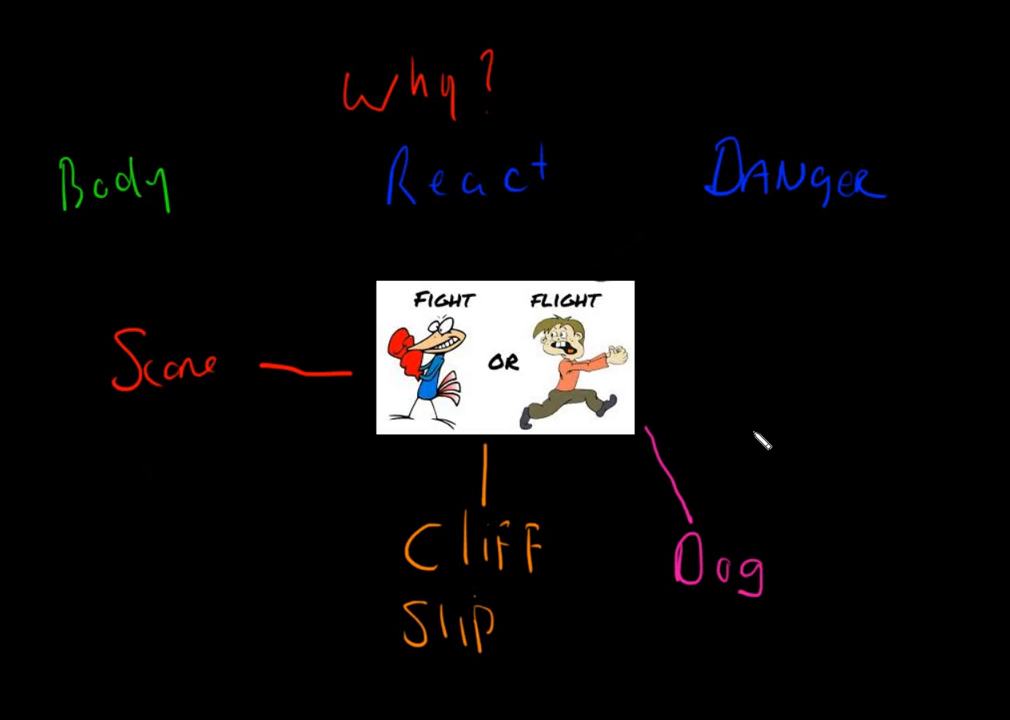 Why?
Body React DANgER
FIGHT OR FLIGHT
Scare
Cliff
Slip
Dog